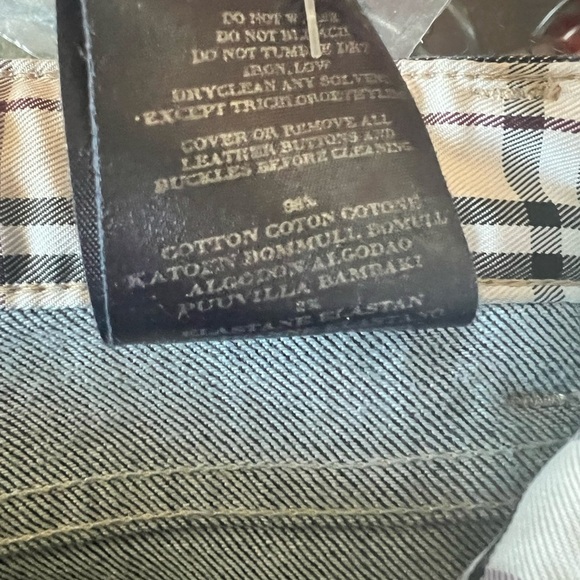 DO NOT
DO NOT BLEACH
DO NOT TUMBLE DRY
IRON, LOW
DRYCLEAN ANY SOLVENT
EXCEPT TRICHLOROETHYLENE
COVER OR REMOVE ALL
LEATHER BUTTONS AND
BUCKLES BEFORE CLEANING
98%
COTTON COTON COTONE
KATOEN BOMMULL BOMULL
ALGODON ALGODAO
PUUVILLA BAMBAKI
2%
ELASTANE ELASTAN